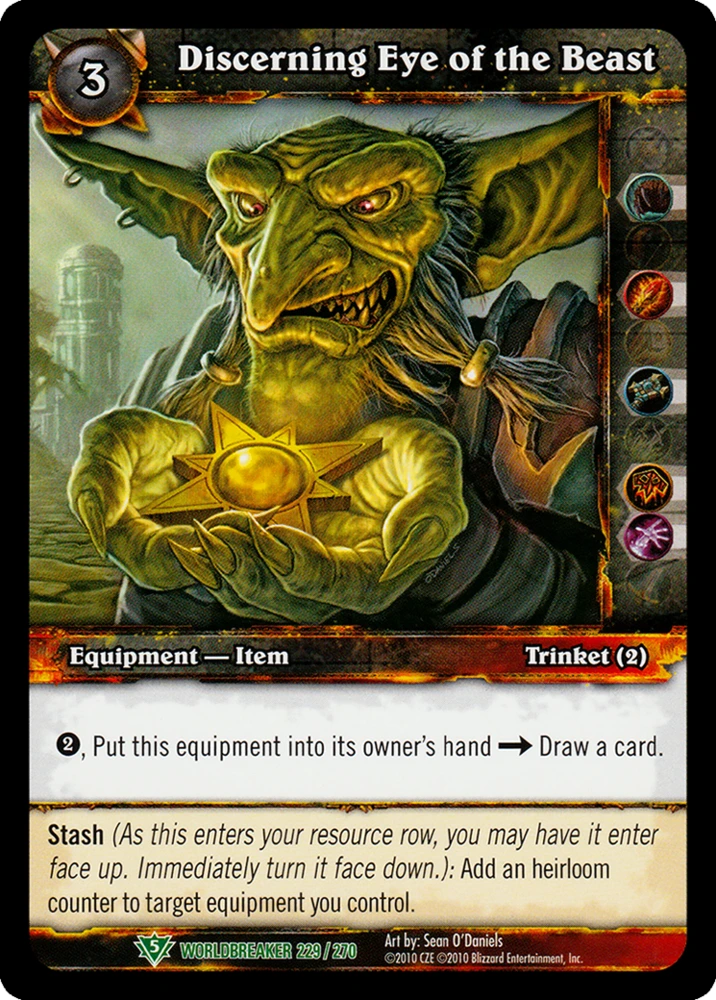 3
Discerning Eye of the Beast
O'DANIELS
Equipment — Item
Trinket (2)
2, Put this equipment into its owner's hand → Draw a card.
Stash (As this enters your resource row, you may have it enter
face up. Immediately turn it face down.): Add an heirloom
counter to target equipment you control.
5
WORLDBREAKER 229 / 270
Art by: Sean O'Daniels
©2010 CZE ©2010 Blizzard Entertainment, Inc.